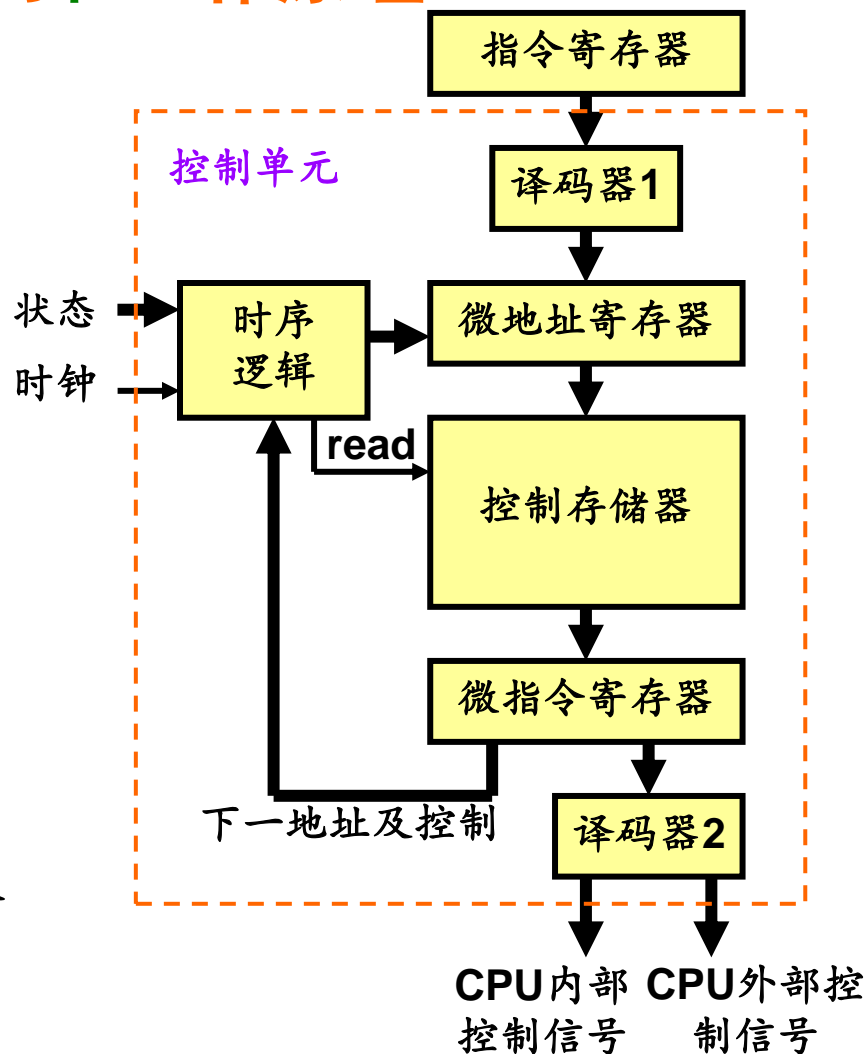 指令寄存器
控制单元
译码器1
状态
时钟
时序
逻辑
微地址寄存器
read
控制存储器
微指令寄存器
下一地址及控制
译码器2
CPU内部
控制信号
CPU外部控
制信号